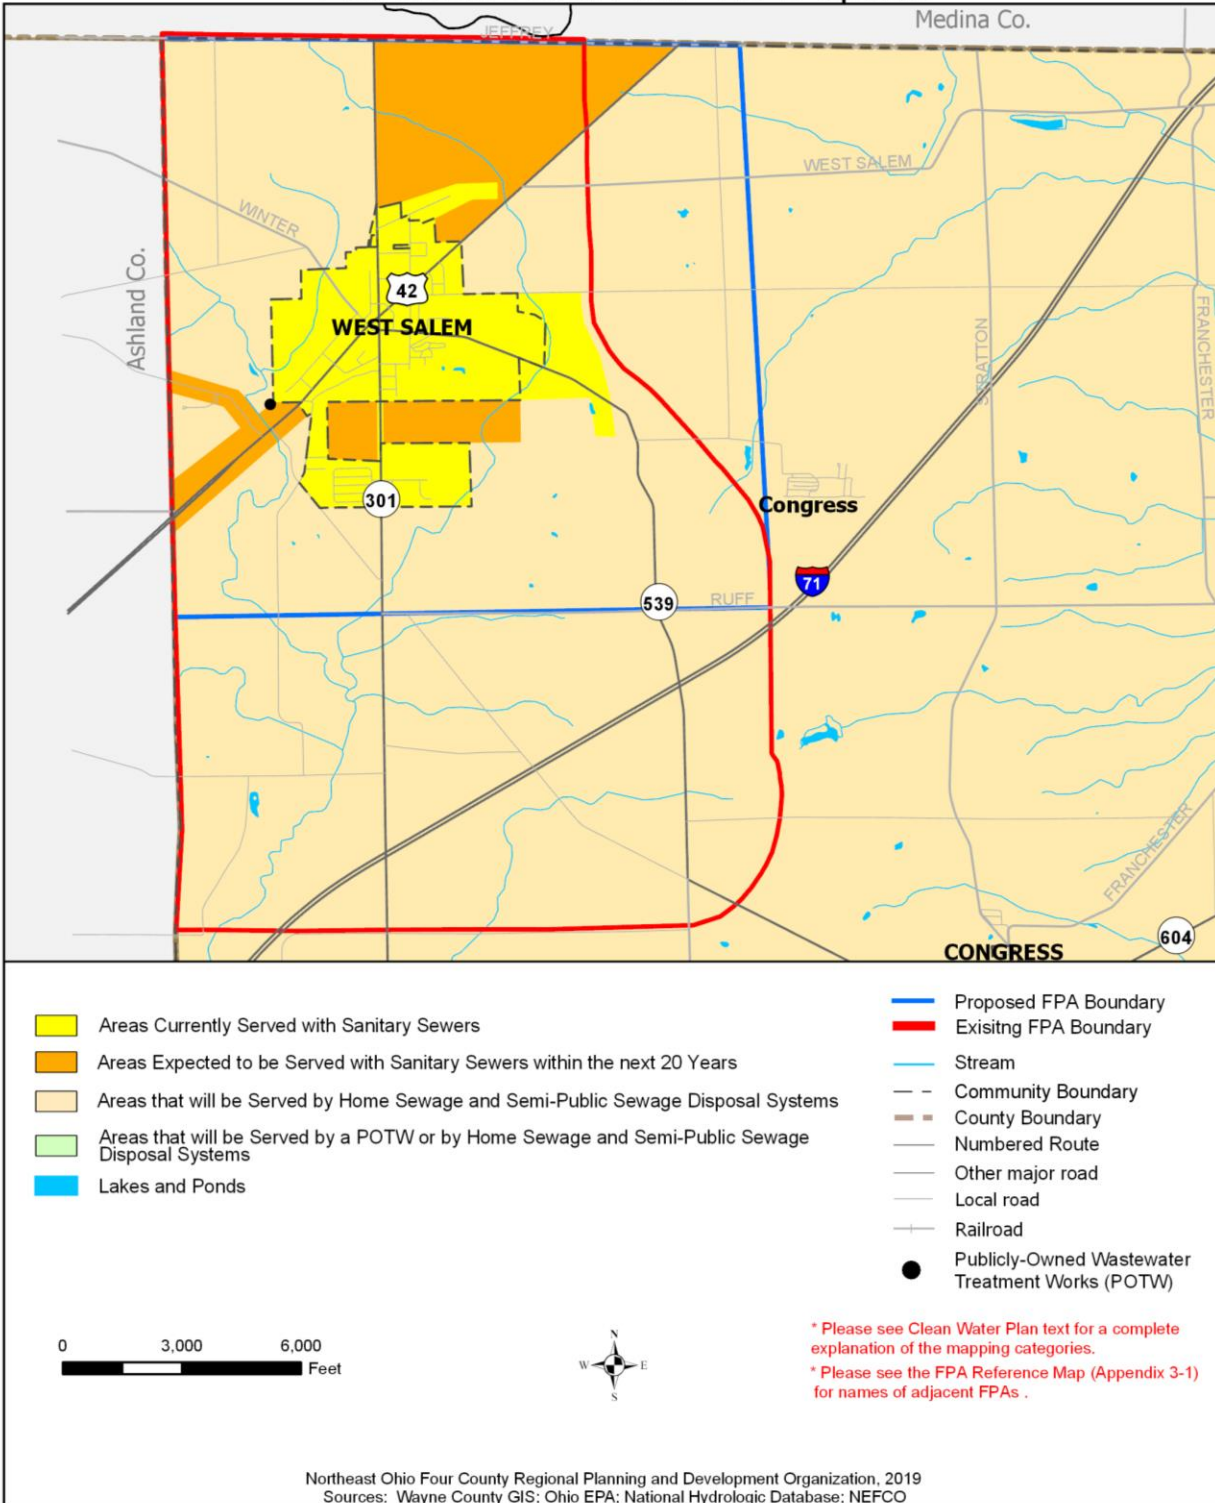 Medina Co.
JEFFREY
WEST SALEM
WINTER
Ashland Co.
42
WEST SALEM
STRATTON
FRANCHESTER
301
Congress
71
539
RUFF
FRANCHESTER
604
CONGRESS
Areas Currently Served with Sanitary Sewers
Areas Expected to be Served with Sanitary Sewers within the next 20 Years
Areas that will be Served by Home Sewage and Semi-Public Sewage Disposal Systems
Areas that will be Served by a POTW or by Home Sewage and Semi-Public Sewage
Disposal Systems
Lakes and Ponds
Proposed FPA Boundary
Exisitng FPA Boundary
Stream
Community Boundary
County Boundary
Numbered Route
Other major road
Local road
Railroad
Publicly-Owned Wastewater
Treatment Works (POTW)
0 3,000 6,000
Feet
N
W E
S
* Please see Clean Water Plan text for a complete
explanation of the mapping categories.
* Please see the FPA Reference Map (Appendix 3-1)
for names of adjacent FPAs .
Northeast Ohio Four County Regional Planning and Development Organization, 2019
Sources: Wayne County GIS; Ohio EPA; National Hydrologic Database; NEFCO